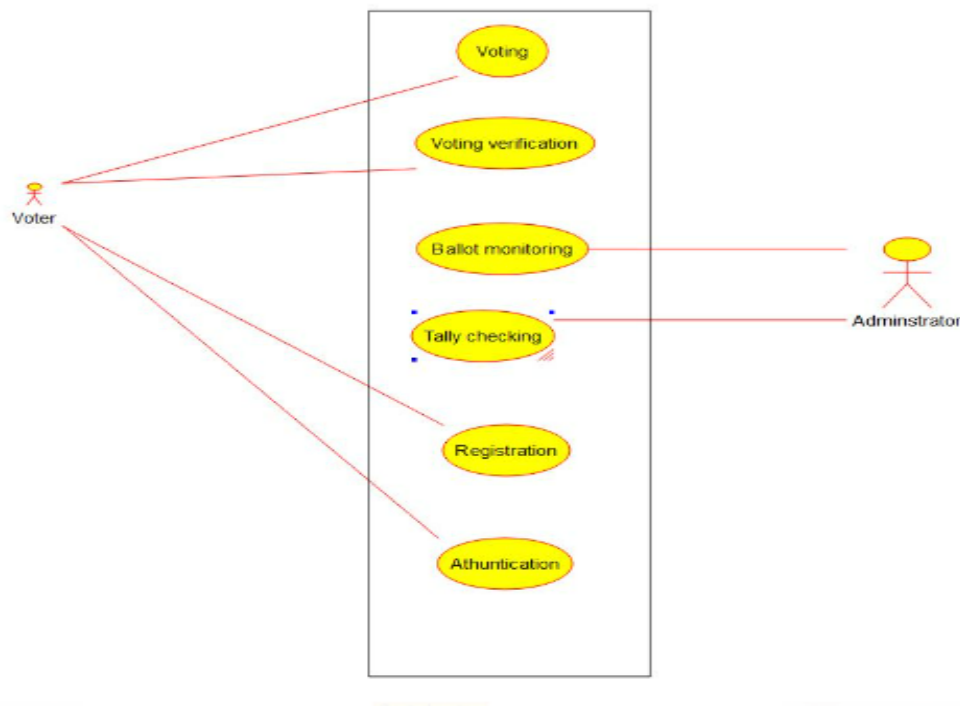 Voting
Voting verification
Voter
Ballot monitoring
Tally checking
Adminstrator
Registration
Athuntication